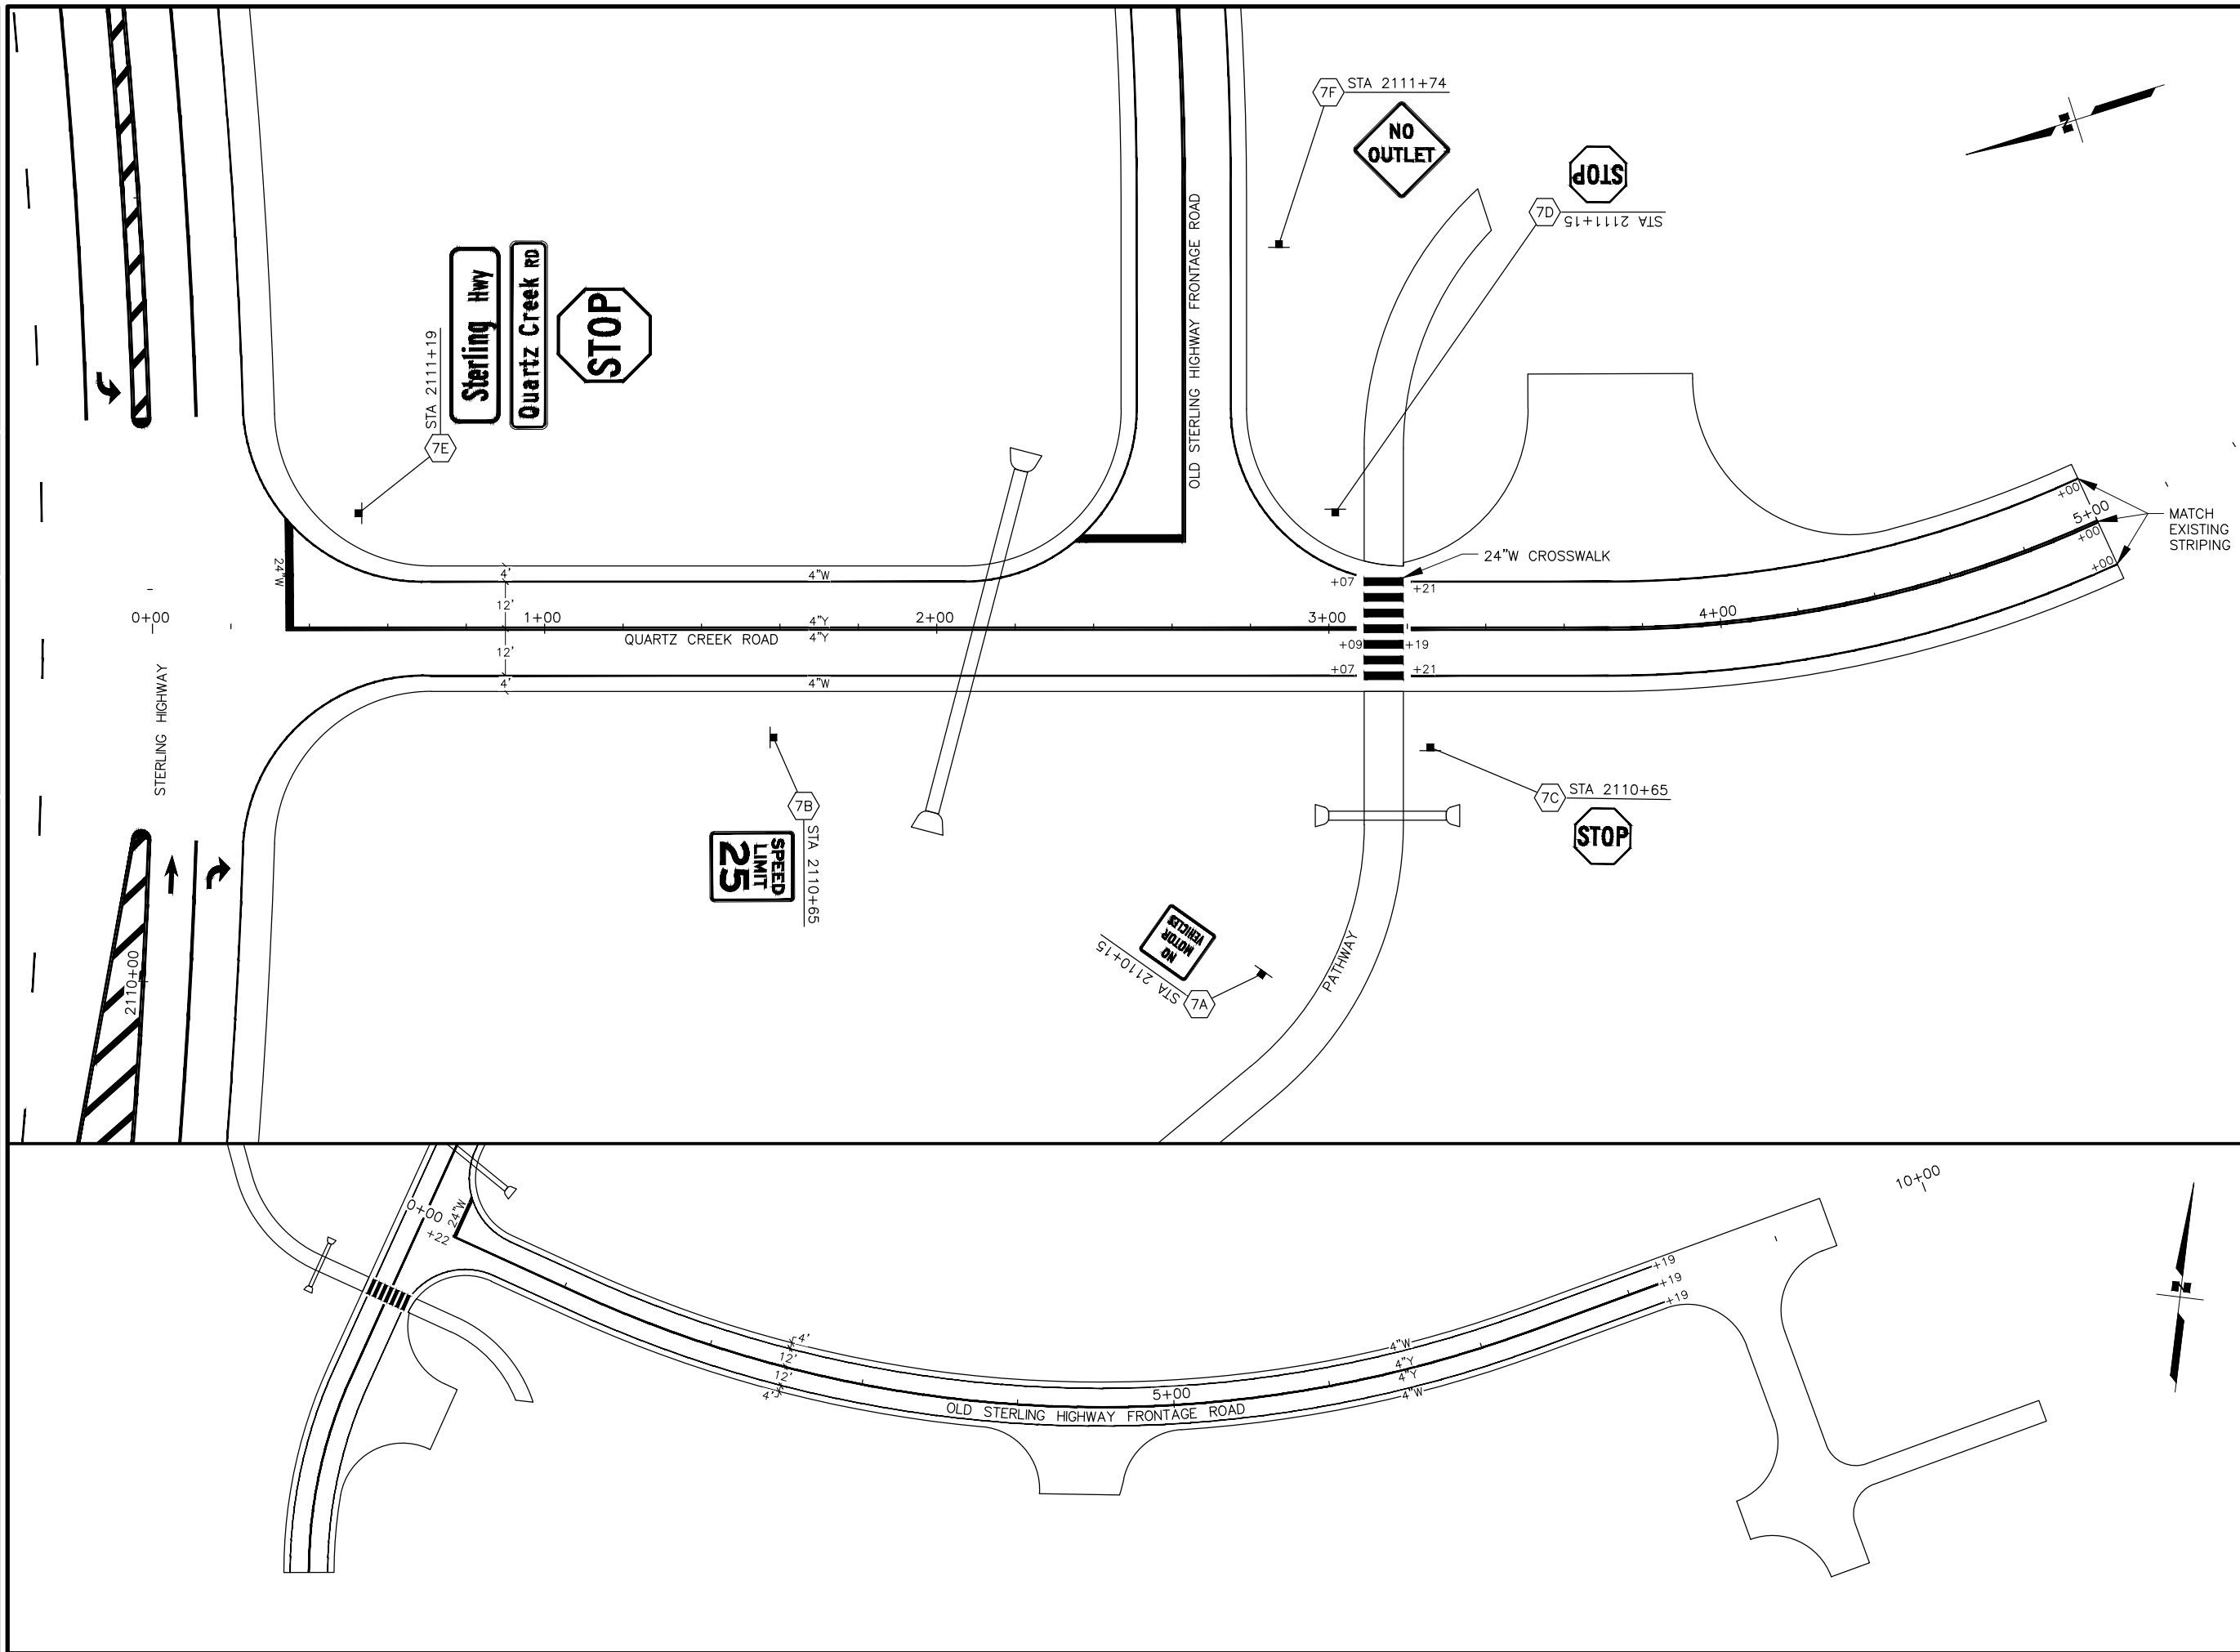 7F STA 2111+74
NO
OUTLET
STOP
7D STA 2111+15
N
Sterling Hwy
Quartz Creek RD
STOP
STA 2111+19
7E
OLD STERLING HIGHWAY FRONTAGE ROAD
24"W
24"W CROSSWALK
MATCH
EXISTING
STRIPING
+00
5+00
+00
+00
4'
12'
4"W
0+00
1+00
4"Y
2+00
3+00
4+00
+07
+21
QUARTZ CREEK ROAD
4"Y
+09
+19
12'
4'
4"W
+07
+21
STERLING HIGHWAY
7B
STA 2110+65
SPEED
LIMIT
25
7C STA 2110+65
STOP
NO
MOTOR
VEHICLES
STA 2110+15
7A
PATHWAY
2110+00
0+00
24"W
+22
10+00
N
+19
+19
+19
4'
12'
12'
4'
4"W
4"Y
4"Y
4"W
5+00
OLD STERLING HIGHWAY FRONTAGE ROAD